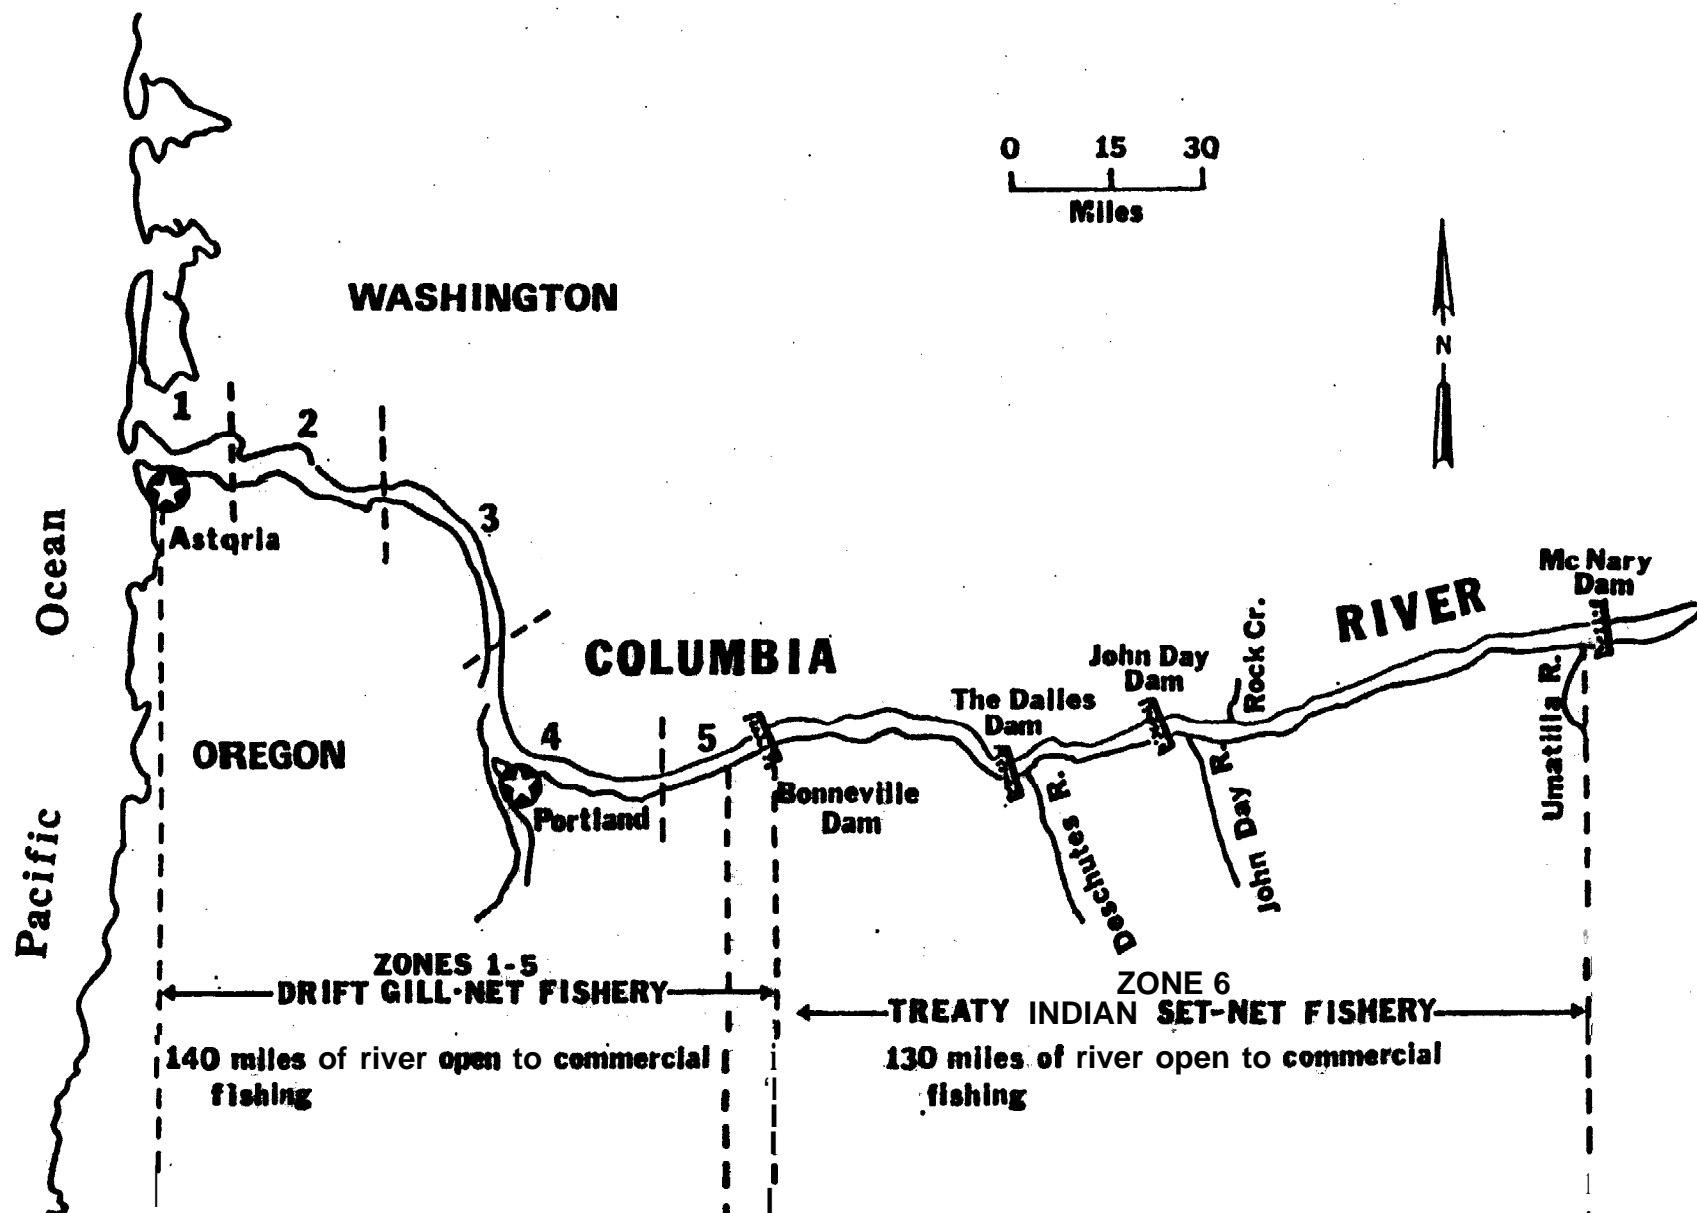 0 15 30
Miles
WASHINGTON
N
1
2
3
Astoria
Pacific Ocean
OREGON
COLUMBIA RIVER
4
5
Portland
Bonneville
Dam
The Dalles
Dam
John Day
Dam
Rock Cr.
Mc Nary
Dam
Deschutes R.
John Day R.
Umatilla R.
ZONES 1-5
DRIFT GILL-NET FISHERY
140 miles of river open to commercial
fishing
ZONE 6
TREATY INDIAN SET-NET FISHERY
130 miles of river open to commercial
fishing